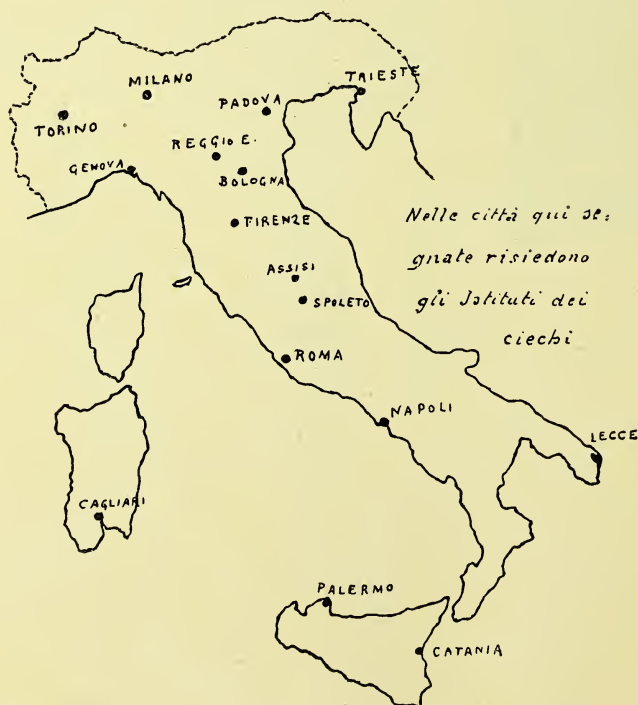 MILANO
TRIESTE
PADOVA
TORINO
REGGIO E.
GENOVA
BOLOGNA
FIRENZE
Nelle città qui se=
gnate risiedono
gli Istituti dei
ciechi
ASSISI
SPOLETO
ROMA
NAPOLI
LECCE
CAGLIARI
PALERMO
CATANIA